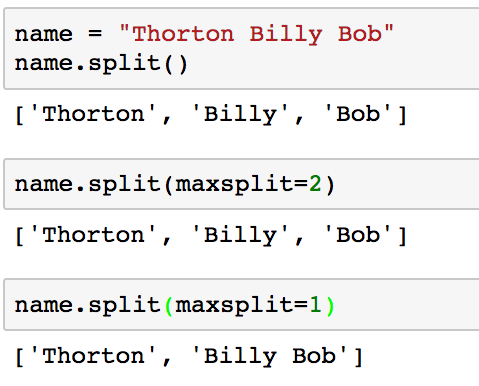 name = "Thorton Billy Bob"
name.split()
['Thorton', 'Billy', 'Bob']
name.split(maxsplit=2)
['Thorton', 'Billy', 'Bob']
name.split(maxsplit=1)
['Thorton', 'Billy Bob']